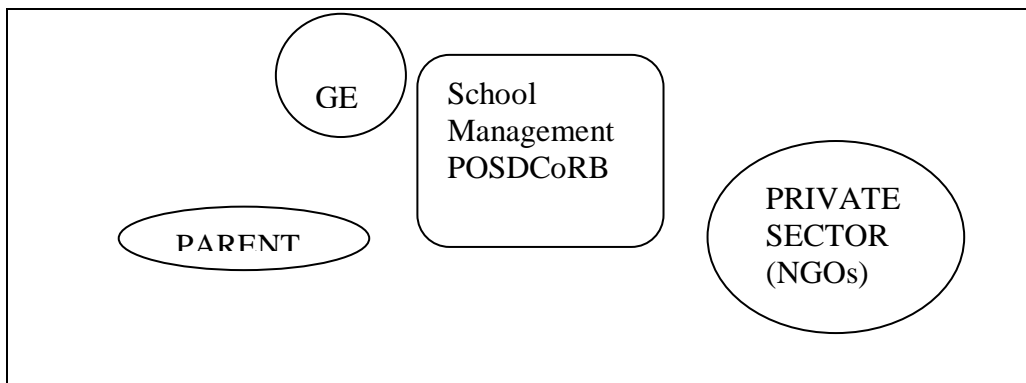 GE
School
Management
POSDCoRB
PARENT
PRIVATE
SECTOR
(NGOs)